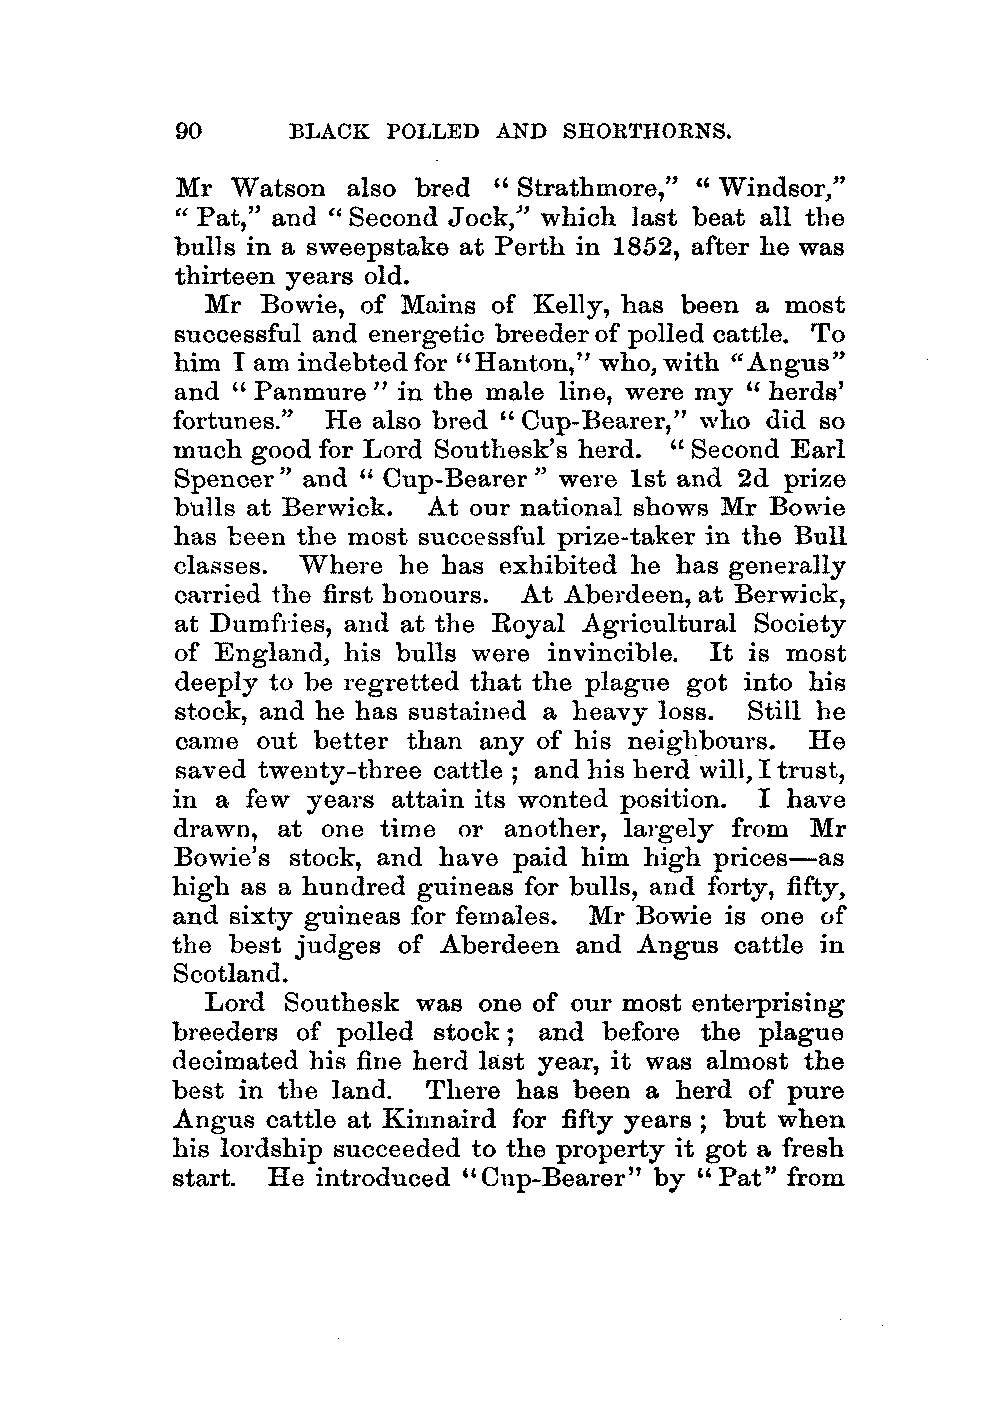 90 BLACK POLLED AND SHORTHORNS.
Mr Watson also bred “Strathmore,” “Windsor,”
“Pat,” and “Second Jock,” which last beat all the
bulls in a sweepstake at Perth in 1852, after he was
thirteen years old.
Mr Bowie, of Mains of Kelly, has been a most
successful and energetic breeder of polled cattle. To
him I am indebted for “Hanton,” who, with “Angus”
and “Panmure” in the male line, were my “herds’
fortunes.” He also bred “Cup-Bearer,” who did so
much good for Lord Southesk’s herd. “Second Earl
Spencer” and “Cup-Bearer” were 1st and 2d prize
bulls at Berwick. At our national shows Mr Bowie
has been the most successful prize-taker in the Bull
classes. Where he has exhibited he has generally
carried the first honours. At Aberdeen, at Berwick,
at Dumfries, and at the Royal Agricultural Society
of England, his bulls were invincible. It is most
deeply to be regretted that the plague got into his
stock, and he has sustained a heavy loss. Still he
came out better than any of his neighbours. He
saved twenty-three cattle; and his herd will, I trust,
in a few years attain its wonted position. I have
drawn, at one time or another, largely from Mr
Bowie’s stock, and have paid him high prices—as
high as a hundred guineas for bulls, and forty, fifty,
and sixty guineas for females. Mr Bowie is one of
the best judges of Aberdeen and Angus cattle in
Scotland.
Lord Southesk was one of our most enterprising
breeders of polled stock; and before the plague
decimated his fine herd last year, it was almost the
best in the land. There has been a herd of pure
Angus cattle at Kinnaird for fifty years; but when
his lordship succeeded to the property it got a fresh
start. He introduced “Cup-Bearer” by “Pat” from